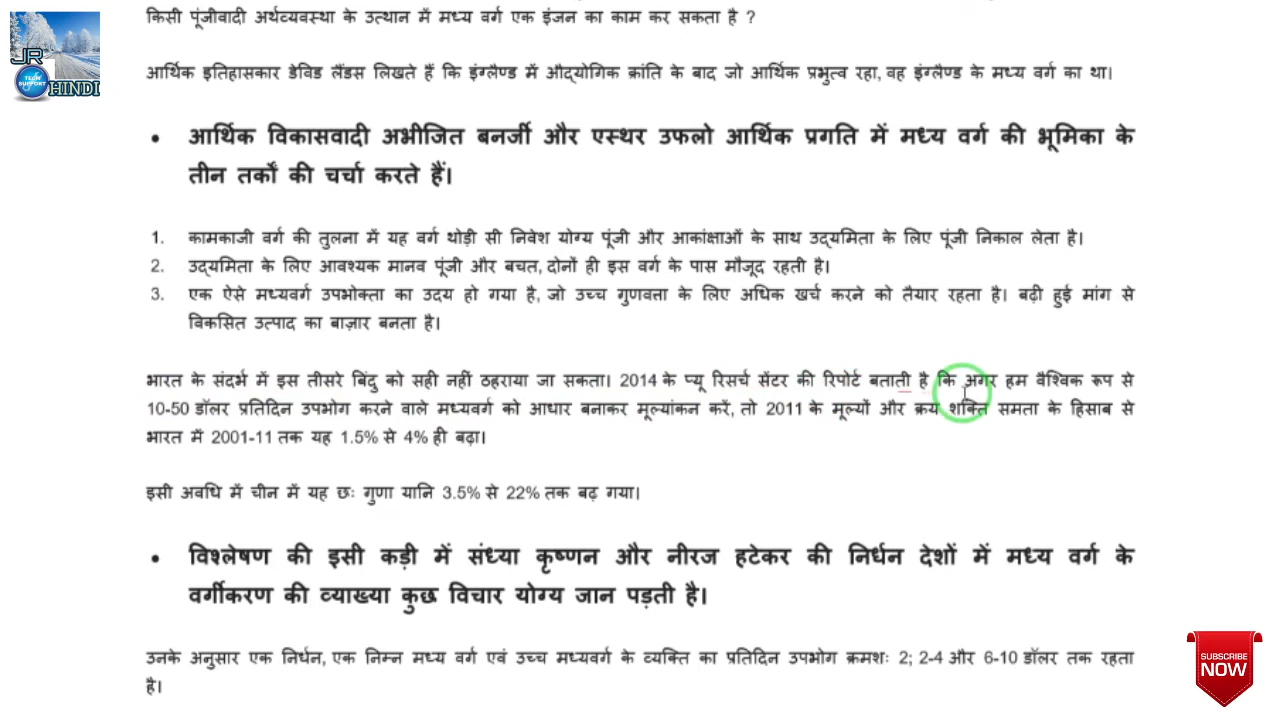 किसी पूंजीवादी अर्थव्यवस्था के उत्थान में मध्य वर्ग एक इंजन का काम कर सकता है ?
JR
TECH
SUPPORT
HINDI
आर्थिक इतिहासकार डेविड लैंडस लिखते हैं कि इंग्लैण्ड में औद्योगिक क्रांति के बाद जो आर्थिक प्रभुत्व रहा, वह इंग्लैण्ड के मध्य वर्ग का था।
• आर्थिक विकासवादी अभीजित बनर्जी और एस्थर उफलो आर्थिक प्रगति में मध्य वर्ग की भूमिका के
तीन तर्कों की चर्चा करते हैं।
1. कामकाजी वर्ग की तुलना में यह वर्ग थोड़ी सी निवेश योग्य पूंजी और आकांक्षाओं के साथ उद्यमिता के लिए पूंजी निकाल लेता है।
2. उद्यमिता के लिए आवश्यक मानव पूंजी और बचत, दोनों ही इस वर्ग के पास मौजूद रहती है।
3. एक ऐसे मध्यवर्ग उपभोक्ता का उदय हो गया है, जो उच्च गुणवत्ता के लिए अधिक खर्च करने को तैयार रहता है। बढ़ी हुई मांग से
विकसित उत्पाद का बाज़ार बनता है।
भारत के संदर्भ में इस तीसरे बिंदु को सही नहीं ठहराया जा सकता। 2014 के प्यू रिसर्च सेंटर की रिपोर्ट बताती है कि अगर हम वैश्विक रूप से
10-50 डॉलर प्रतिदिन उपभोग करने वाले मध्यवर्ग को आधार बनाकर मूल्यांकन करें, तो 2011 के मूल्यों और क्रय शक्ति समता के हिसाब से
भारत में 2001-11 तक यह 1.5% से 4% ही बढ़ा।
इसी अवधि में चीन में यह छः गुणा यानि 3.5% से 22% तक बढ़ गया।
• विश्लेषण की इसी कड़ी में संध्या कृष्णन और नीरज हटेकर की निर्धन देशों में मध्य वर्ग के
वर्गीकरण की व्याख्या कुछ विचार योग्य जान पड़ती है।
उनके अनुसार एक निर्धन, एक निम्न मध्य वर्ग एवं उच्च मध्यवर्ग के व्यक्ति का प्रतिदिन उपभोग क्रमशः 2; 2-4 और 6-10 डॉलर तक रहता
है।
SUBSCRIBE
NOW